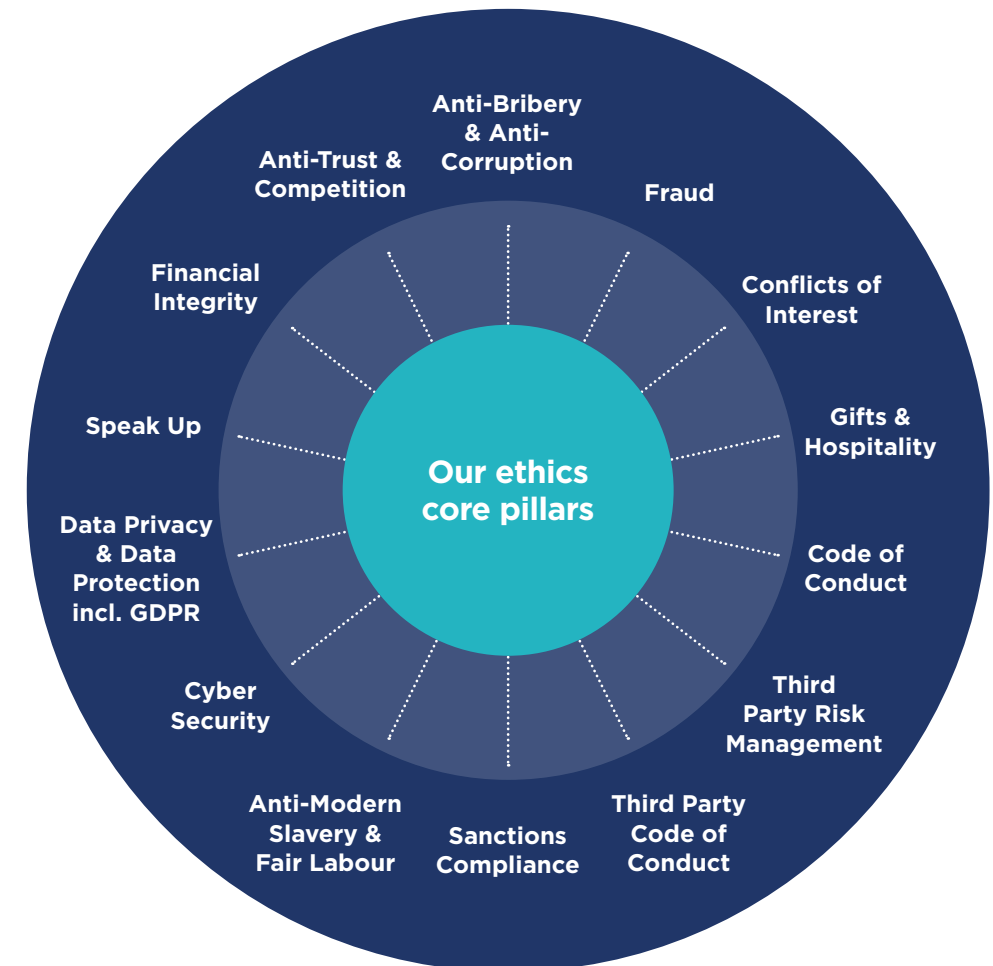 Anti-Bribery
& Anti-
Corruption
Fraud
Conflicts of
Interest
Gifts &
Hospitality
Code of
Conduct
Third
Party Risk
Management
Third Party
Code of
Conduct
Sanctions
Compliance
Anti-Modern
Slavery &
Fair Labour
Cyber
Security
Data Privacy
& Data
Protection
incl. GDPR
Speak Up
Financial
Integrity
Anti-Trust &
Competition
Our ethics
core pillars